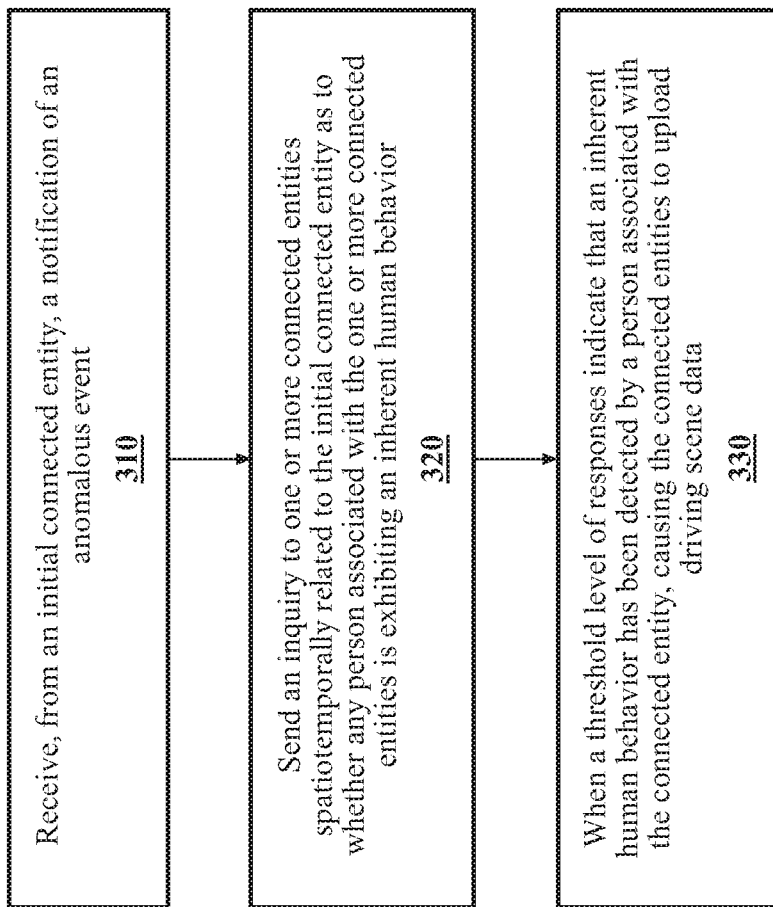 Receive, from an initial connected entity, a notification of an
anomalous event
310
Send an inquiry to one or more connected entities
spatiotemporally related to the initial connected entity as to
whether any person associated with the one or more connected
entities is exhibiting an inherent human behavior
320
When a threshold level of responses indicate that an inherent
human behavior has been detected by a person associated with
the connected entity, causing the connected entities to upload
driving scene data
330